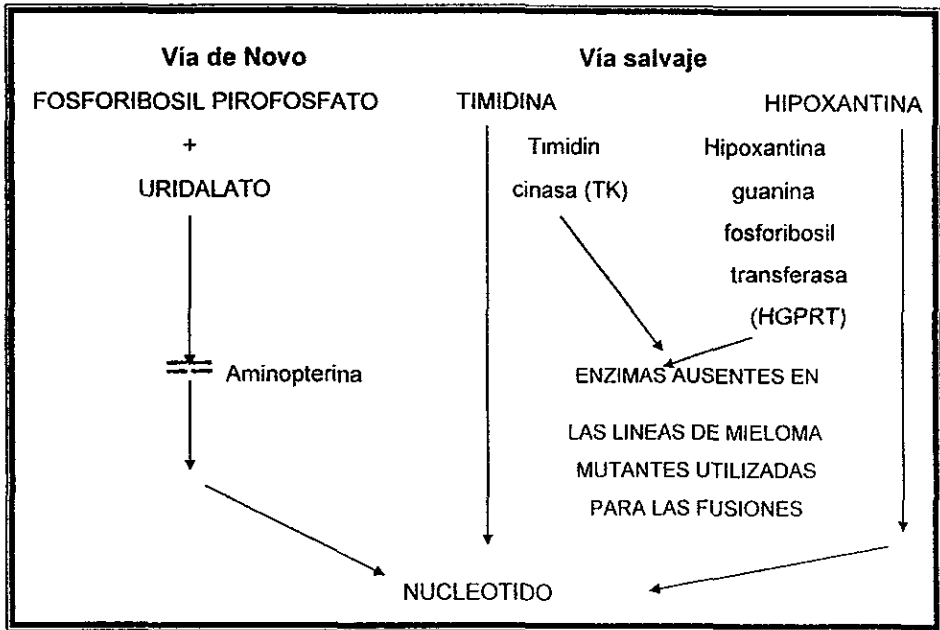 Vía de Novo
Vía salvaje
FOSFORIBOSIL PIROFOSFATO
TIMIDINA
HIPOXANTINA
+
URIDALATO
Timidin
cinasa (TK)
Hipoxantina
guanina
fosforibosil
transferasa
(HGPRT)
Aminopterina
ENZIMAS AUSENTES EN
LAS LINEAS DE MIELOMA
MUTANTES UTILIZADAS
PARA LAS FUSIONES
NUCLEOTIDO